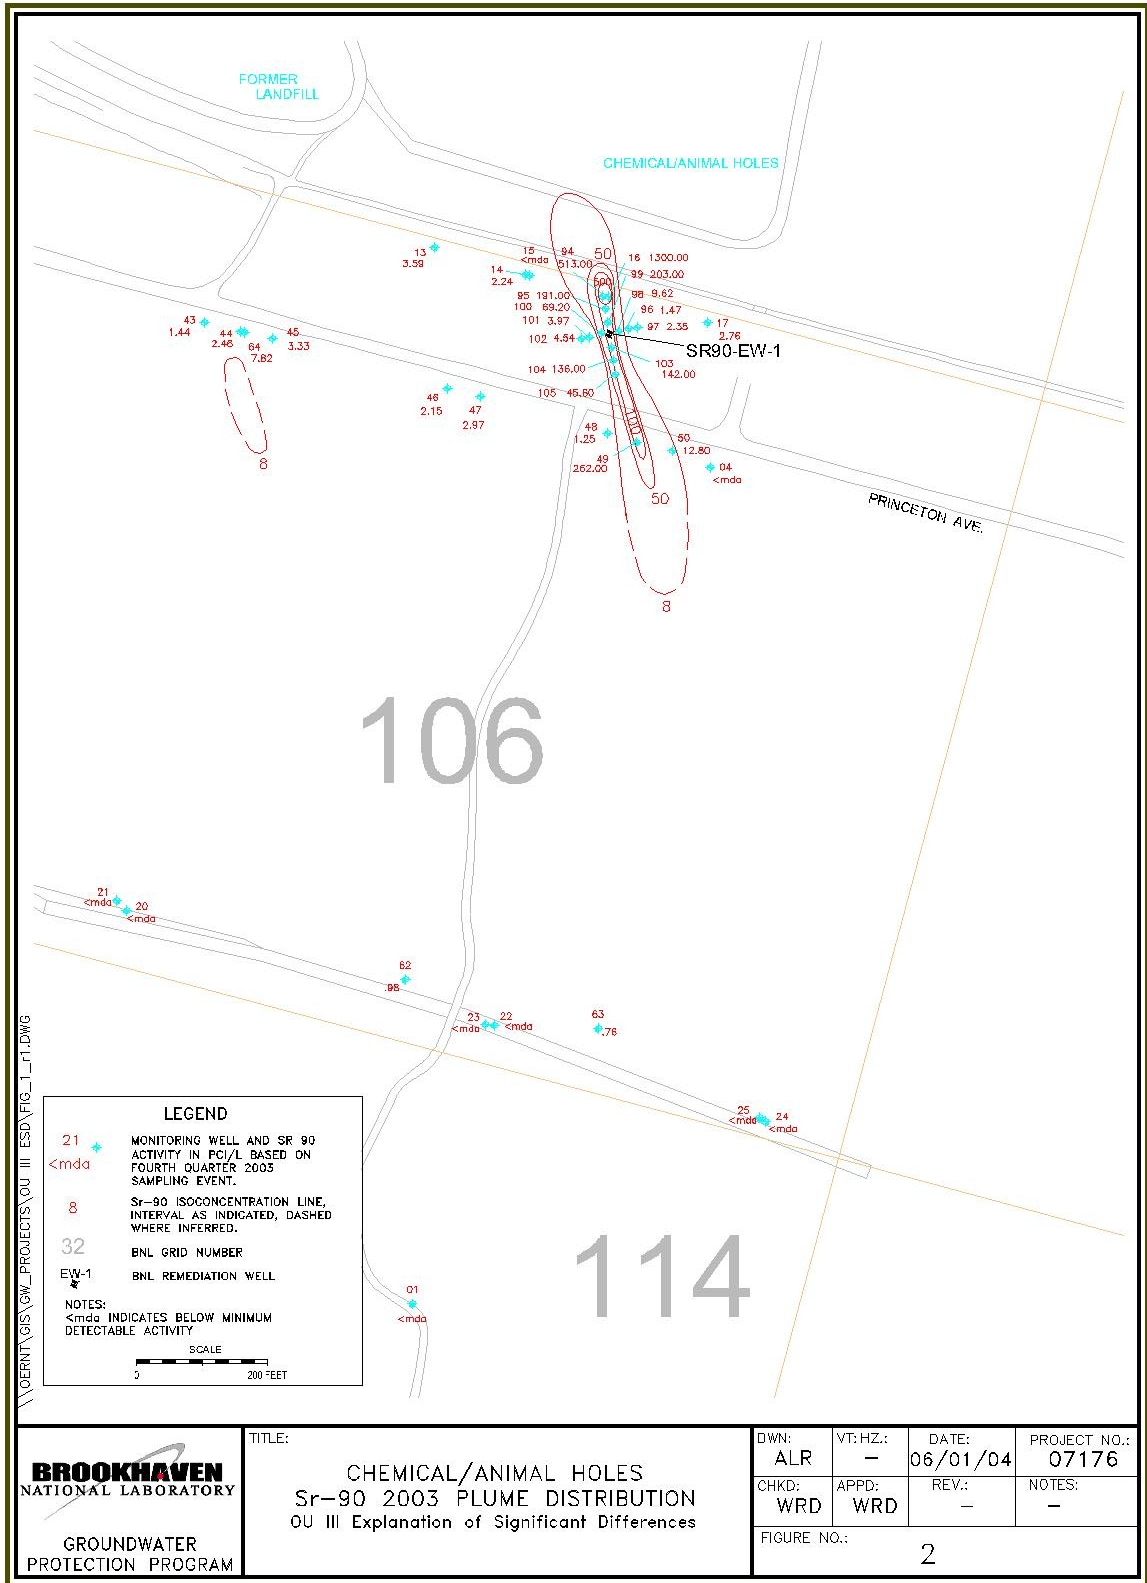 FORMER
LANDFILL
CHEMICAL/ANIMAL HOLES
13
3.59
15
<mda
14
2.24
94
513.00
50
500
16 1300.00
99 203.00
98 9.62
96 1.47
97 2.35
95 191.00
100 69.20
101 3.97
102 4.54
17
2.76
SR90-EW-1
103
142.00
104 136.00
105 45.60
43
1.44
44
2.46
64
7.82
45
3.33
46
2.15
47
2.97
8
48
1.25
100
49
262.00
50
12.80
04
<mda
50
PRINCETON AVE.
8
106
21
<mda
20
<mda
62
.98
23
<mda
22
<mda
63
.76
25
<mda
24
<mda
114
01
<mda
\\OERNT\GIS\GW_PROJECTS\OU III ESD\FIG_1_r1.DWG
LEGEND
21
<mda
MONITORING WELL AND SR 90
ACTIVITY IN PCI/L BASED ON
FOURTH QUARTER 2003
SAMPLING EVENT.
8
Sr-90 ISOCONCENTRATION LINE,
INTERVAL AS INDICATED, DASHED
WHERE INFERRED.
32
BNL GRID NUMBER
EW-1
BNL REMEDIATION WELL
NOTES:
<mda INDICATES BELOW MINIMUM
DETECTABLE ACTIVITY
SCALE
0 200 FEET
BROOKHAVEN
NATIONAL LABORATORY
GROUNDWATER
PROTECTION PROGRAM
TITLE:
CHEMICAL/ANIMAL HOLES
Sr-90 2003 PLUME DISTRIBUTION
OU III Explanation of Significant Differences
DWN:
ALR
VT: HZ.:
-
DATE:
06/01/04
PROJECT NO.:
07176
CHKD:
WRD
APPD:
WRD
REV.:
-
NOTES:
-
FIGURE NO.:
2